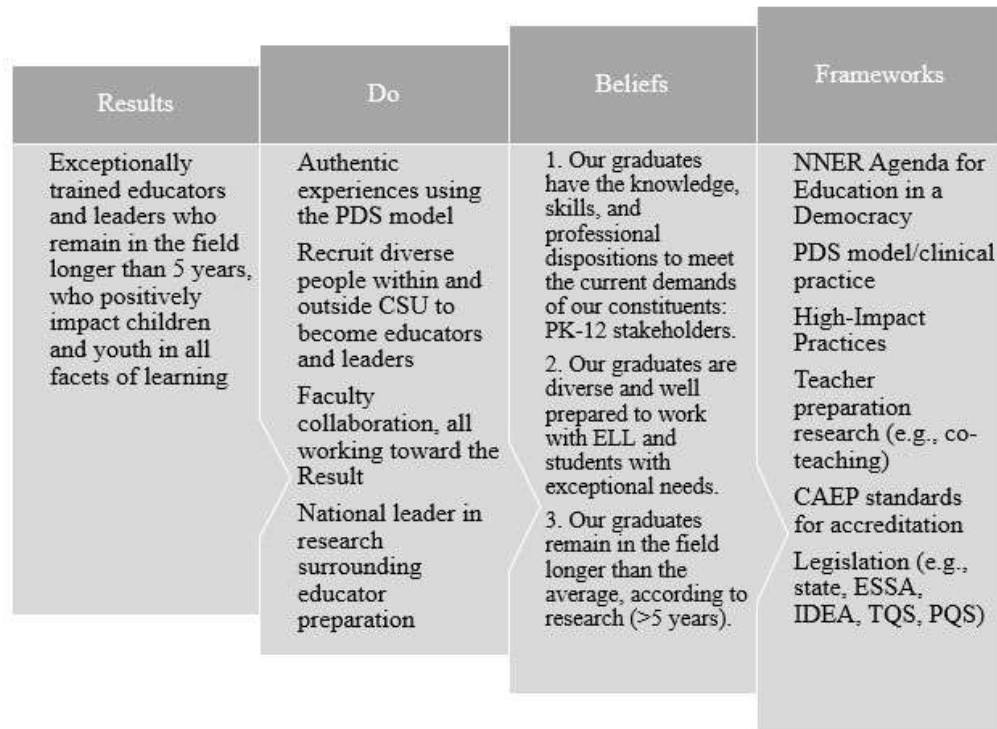 Results
Exceptionally
trained educators
and leaders who
remain in the field
longer than 5 years,
who positively
impact children
and youth in all
facets of learning
Do
Authentic
experiences using
the PDS model
Recruit diverse
people within and
outside CSU to
become educators
and leaders
Faculty
collaboration, all
working toward the
Result
National leader in
research
surrounding
educator
preparation
Beliefs
1. Our graduates
have the knowledge,
skills, and
professional
dispositions to meet
the current demands
of our constituents:
PK-12 stakeholders.
2. Our graduates are
diverse and well
prepared to work
with ELL and
students with
exceptional needs.
3. Our graduates
remain in the field
longer than the
average, according to
research (>5 years).
Frameworks
NNER Agenda for
Education in a
Democracy
PDS model/clinical
practice
High-Impact
Practices
Teacher
preparation
research (e.g., co-
teaching)
CAEP standards
for accreditation
Legislation (e.g.,
state, ESSA,
IDEA, TQS, PQS)